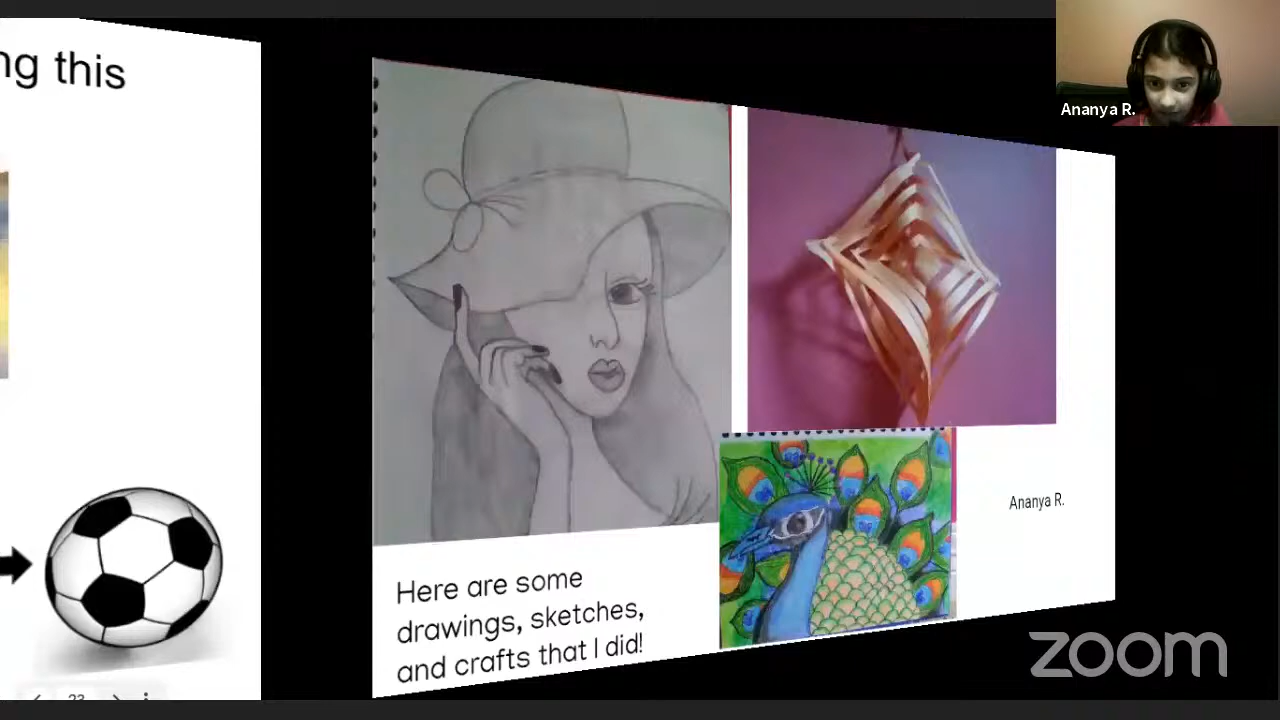 ng this
Ananya R.
Ananya R.
Here are some
drawings, sketches,
and crafts that I did!
zoom